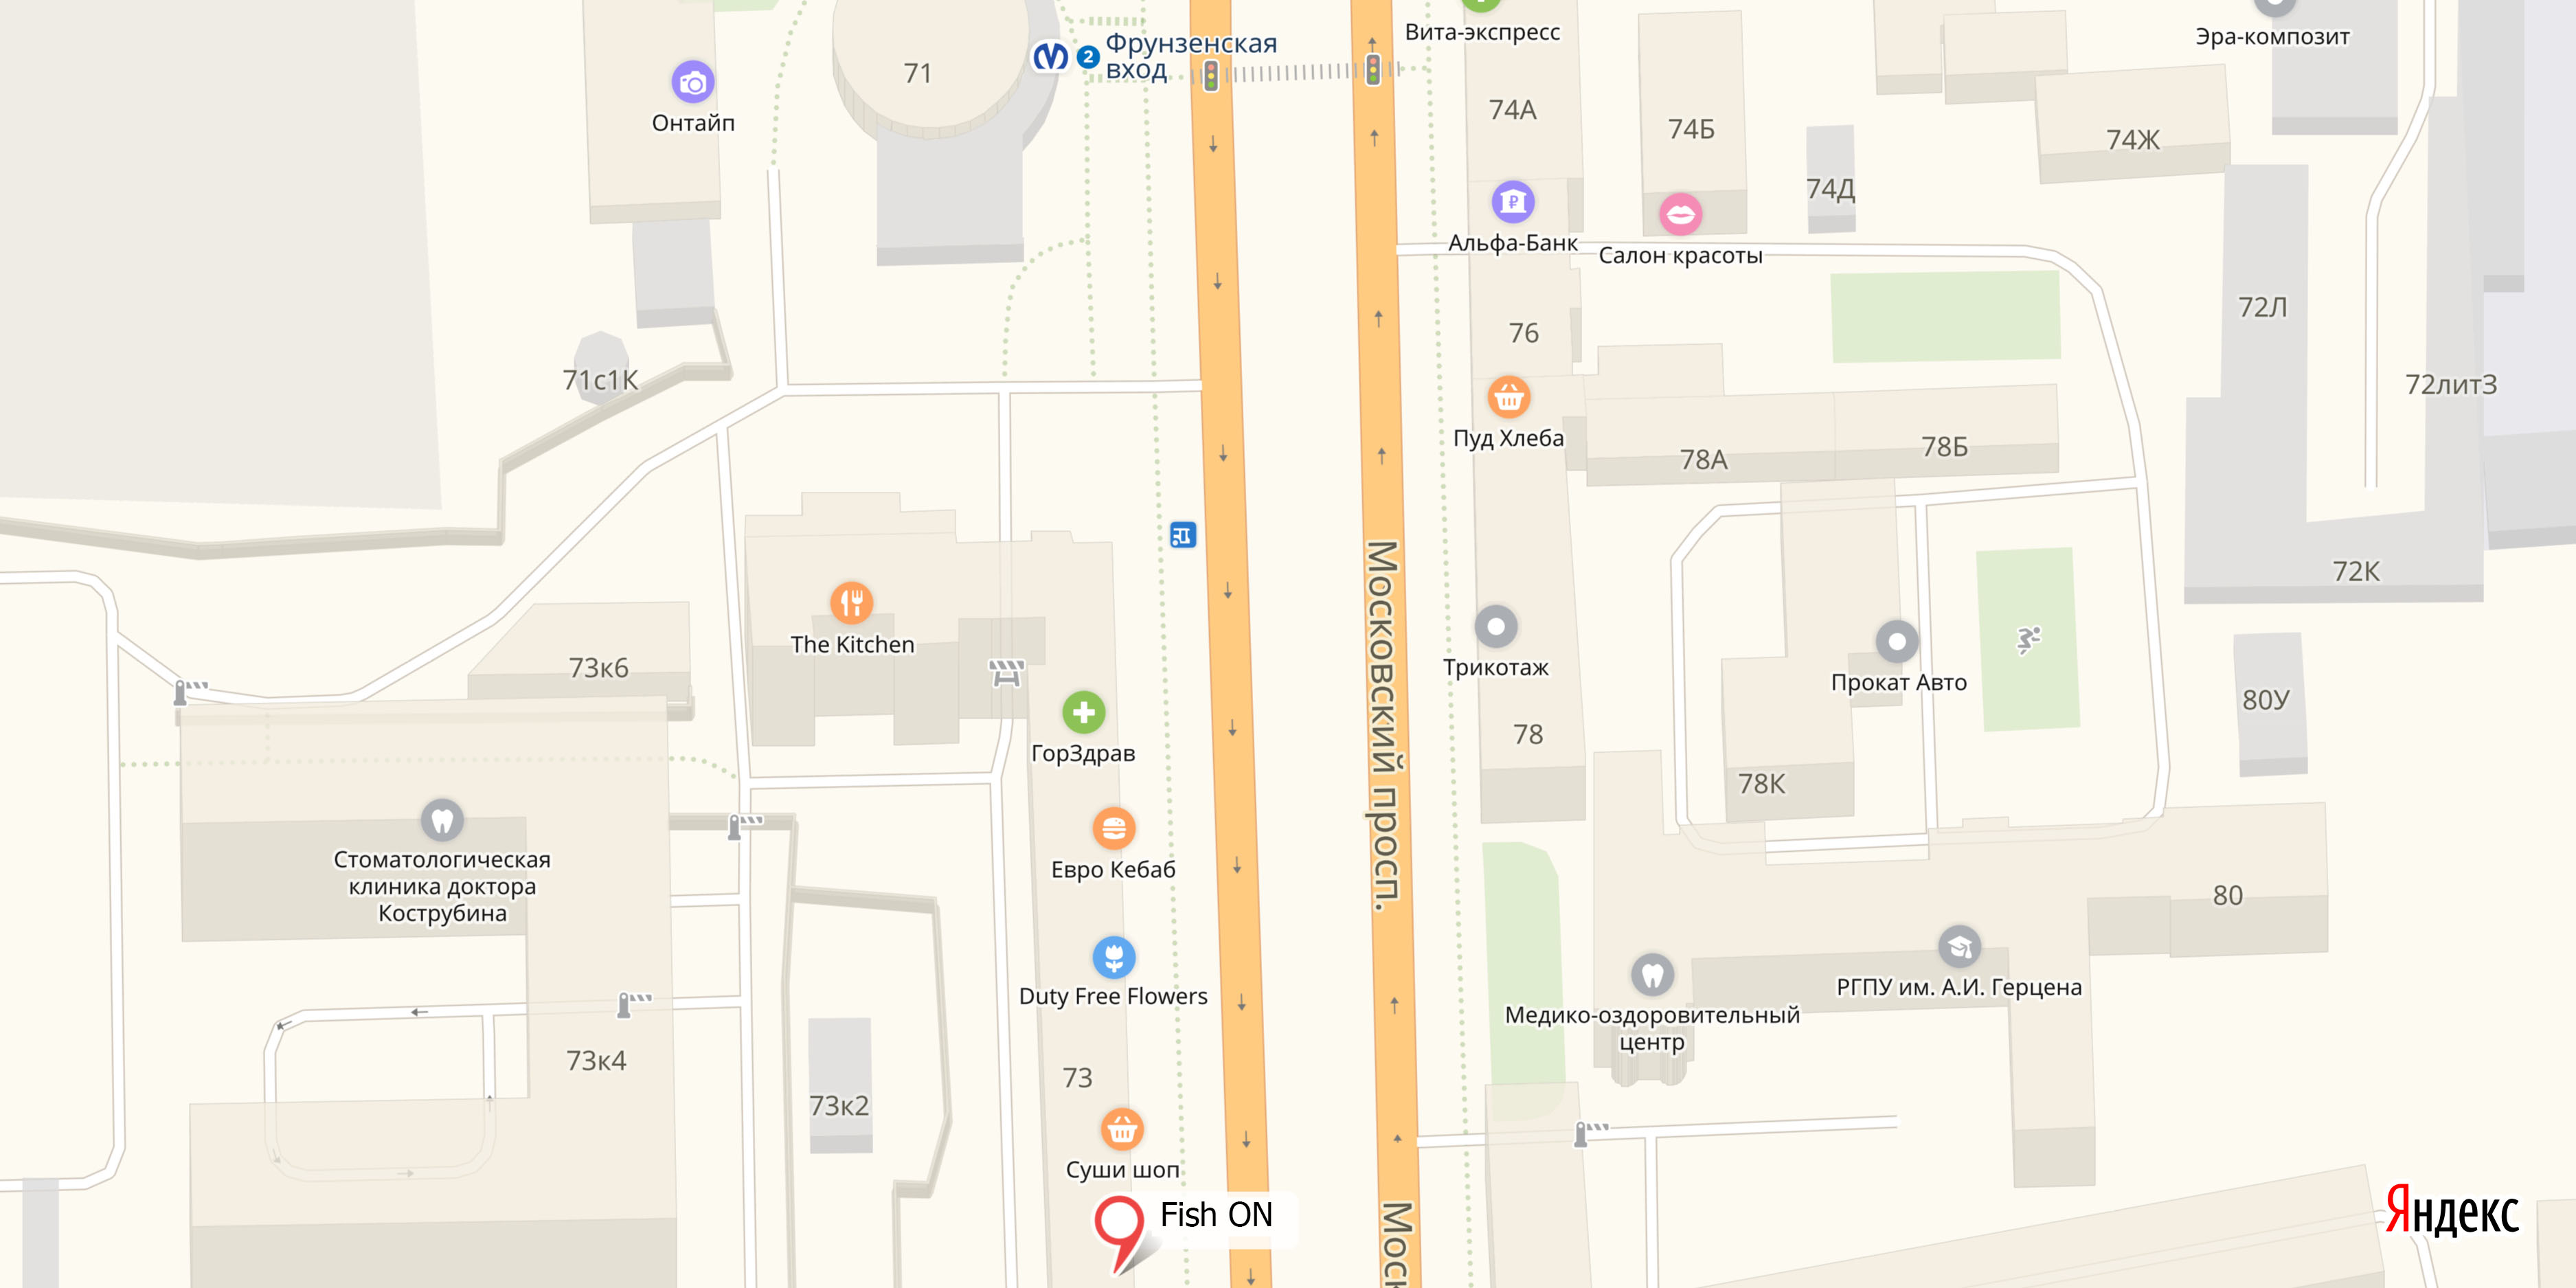 Вита-экспресс
Эра-композит
2
Фрунзенская
вход
71
Онтайп
74А
74Б
74Ж
74Д
Альфа-Банк
Салон красоты
72Л
76
71с1К
72литЗ
Пуд Хлеба
78А
78Б
72К
The Kitchen
73к6
Трикотаж
Прокат Авто
Московский просп.
80У
78
ГорЗдрав
78К
Стоматологическая
клиника доктора
Кострубина
Евро Кебаб
80
Duty Free Flowers
РГПУ им. А.И. Герцена
Медико-оздоровительный
центр
73к4
73
73к2
Суши шоп
Fish ON
Моск
Яндекс